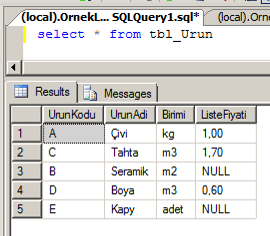 (local).OrnekL... SQLQuery1.sql* (local).Ornek
select * from tbl_Urun
Results Messages
UrunKodu UrunAdi Birimi ListeFiyati
1 A Çivi kg 1,00
2 C Tahta m3 1,70
3 B Seramik m2 NULL
4 D Boya m3 0,60
5 E Kapy adet NULL